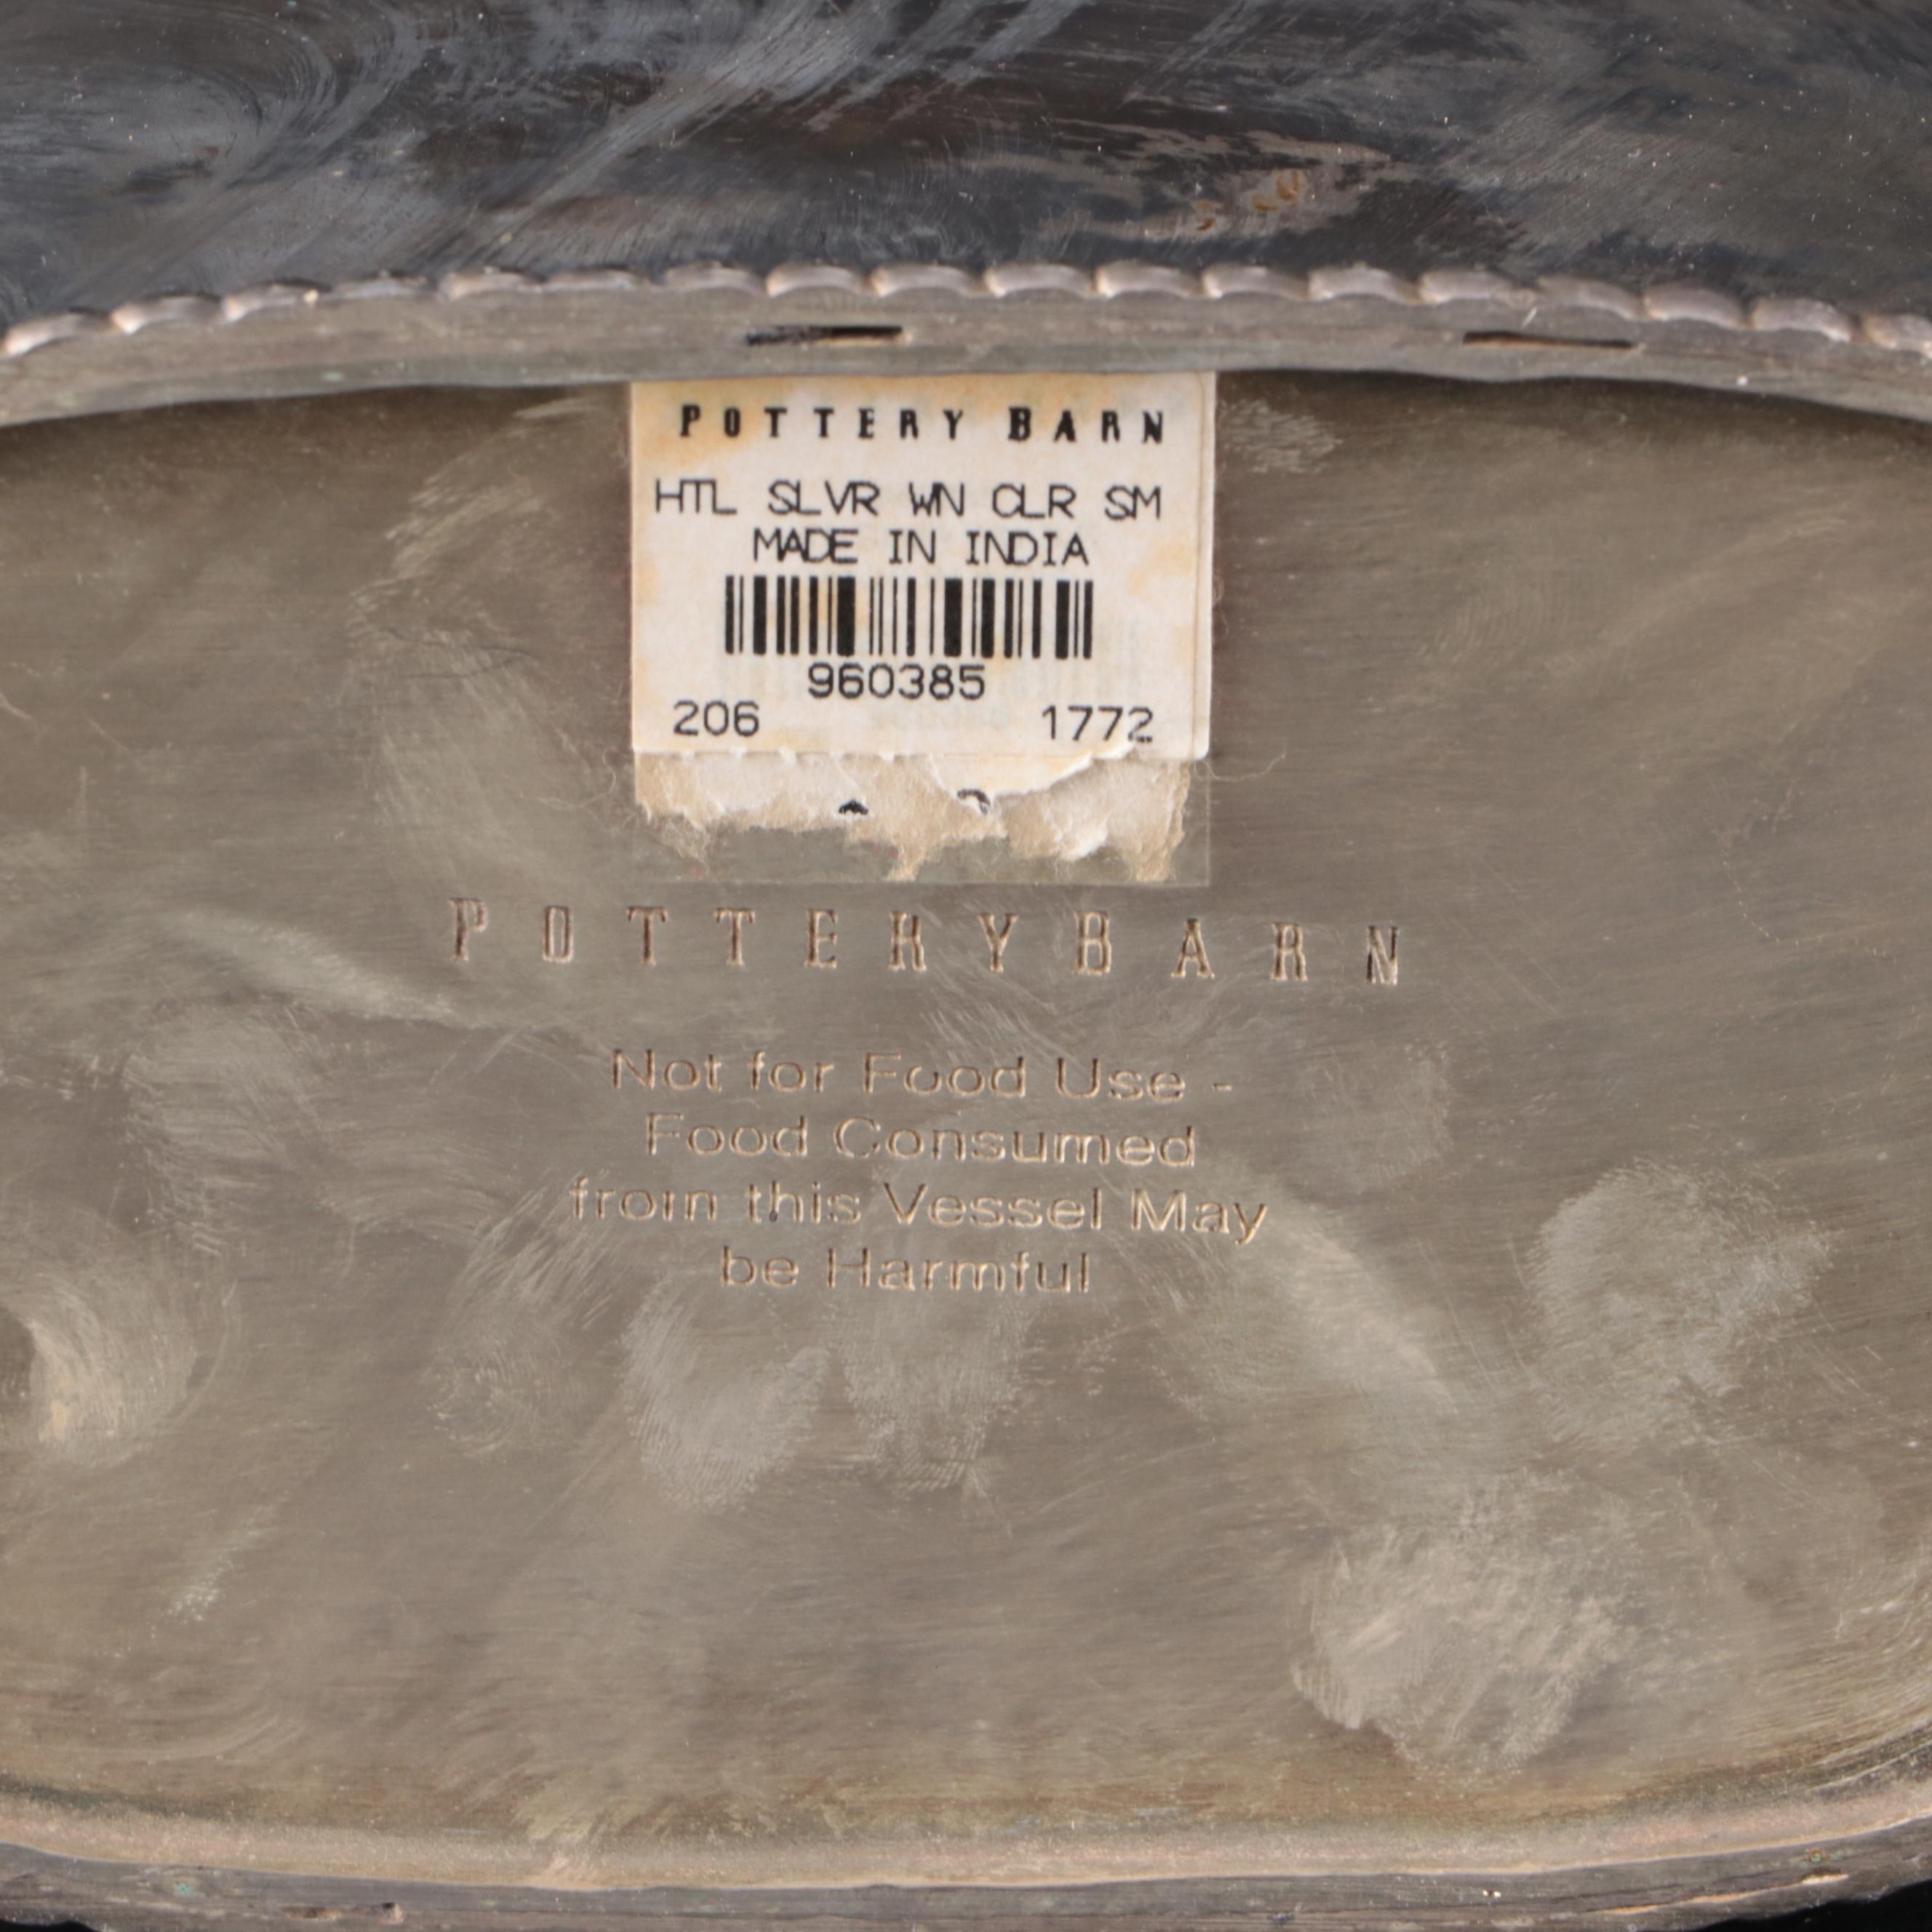 POTTERY BARN
HTL SLVR WN CLR SM
MADE IN INDIA
960385
206 1772
POTTERYBARN
Not for Food Use -
Food Consumed
from this Vessel May
be Harmful